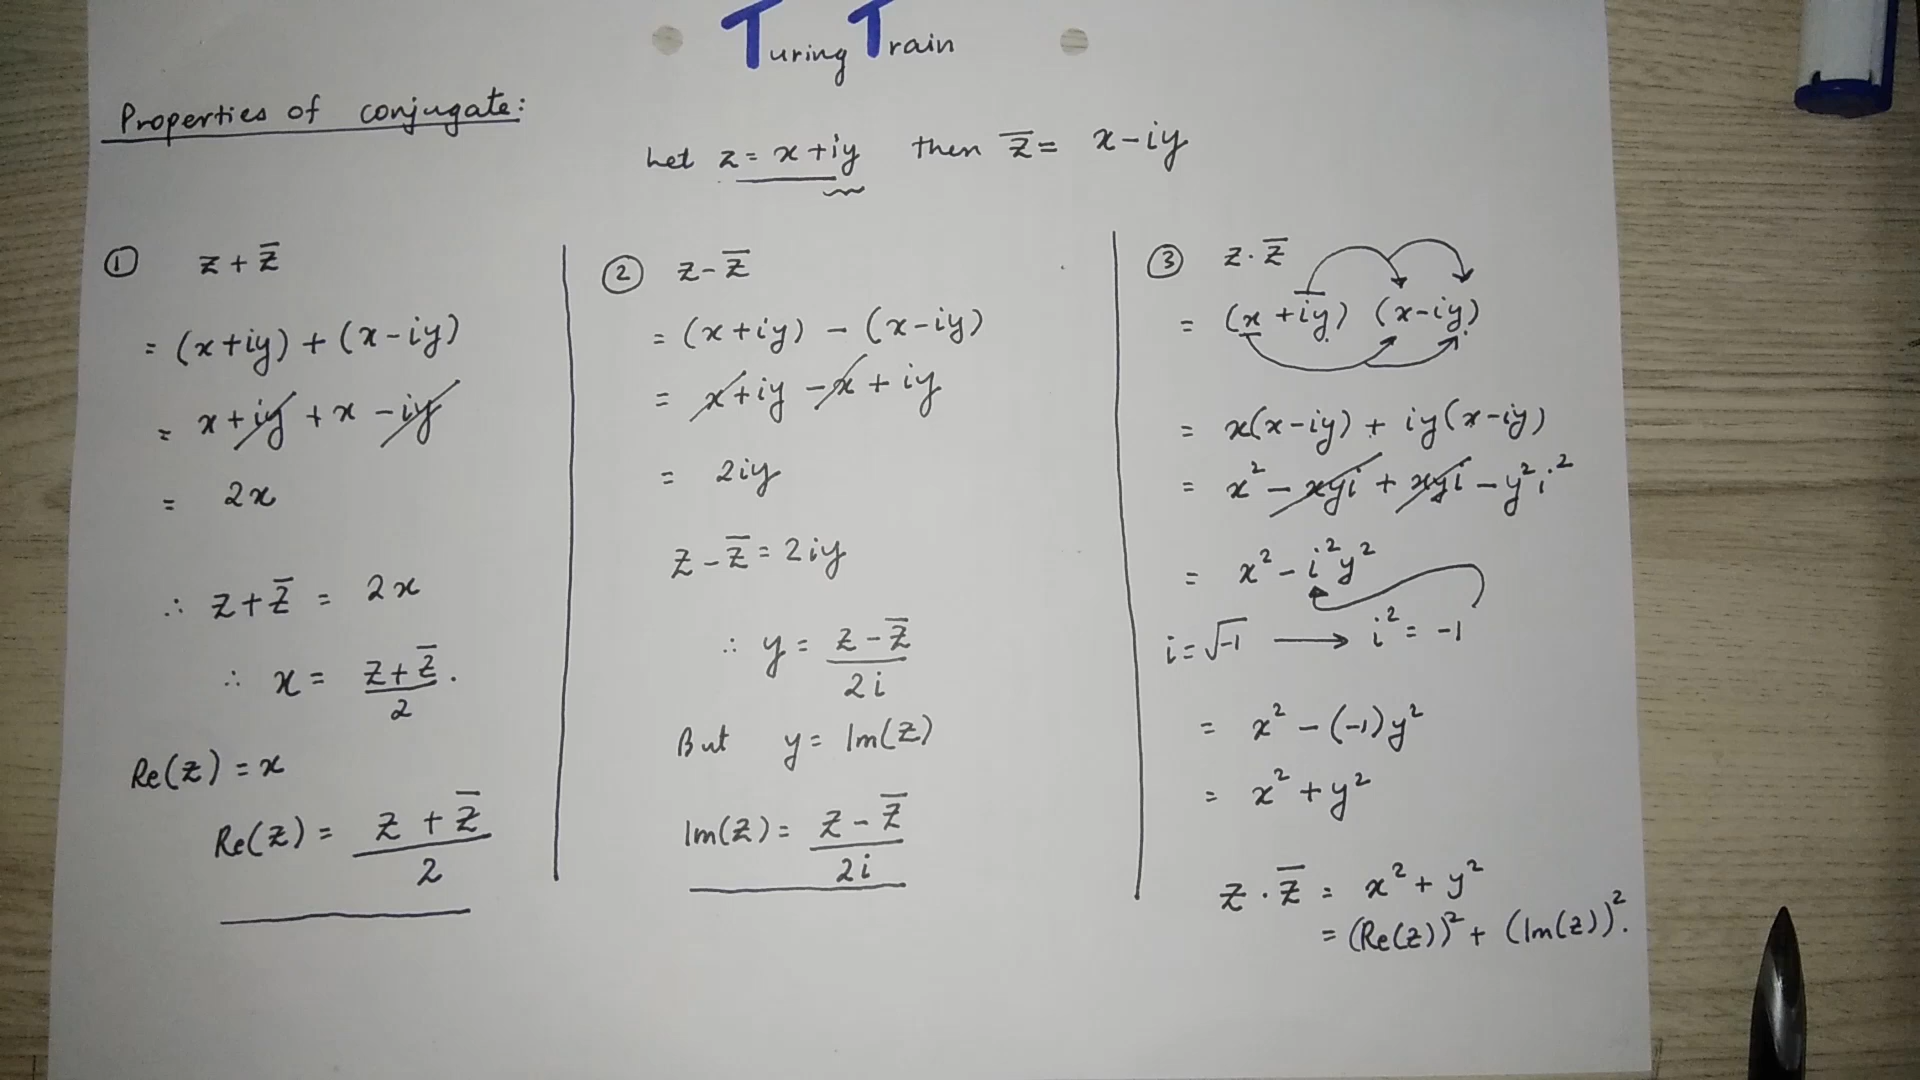 Turing Train
Properties of conjugate:
Let z = x + iy then z̅ = x - iy
① z + z̅
= (x + iy) + (x - iy)
= x + iy + x - iy
= 2x
∴ z + z̅ = 2x
∴ x = (z + z̅)/2.
Re(z) = x
Re(z) = (z + z̅)/2
② z - z̅
= (x + iy) - (x - iy)
= x + iy - x + iy
= 2iy
z - z̅ = 2iy
∴ y = (z - z̅)/2i
But y = Im(z)
Im(z) = (z - z̅)/2i
③ z · z̅
= (x + iy) (x - iy)
= x(x - iy) + iy(x - iy)
= x² - xyi + xyi - y²i²
= x² - i²y²
i = √-1 → i² = -1
= x² - (-1)y²
= x² + y²
z · z̅ = x² + y²
= (Re(z))² + (Im(z))².